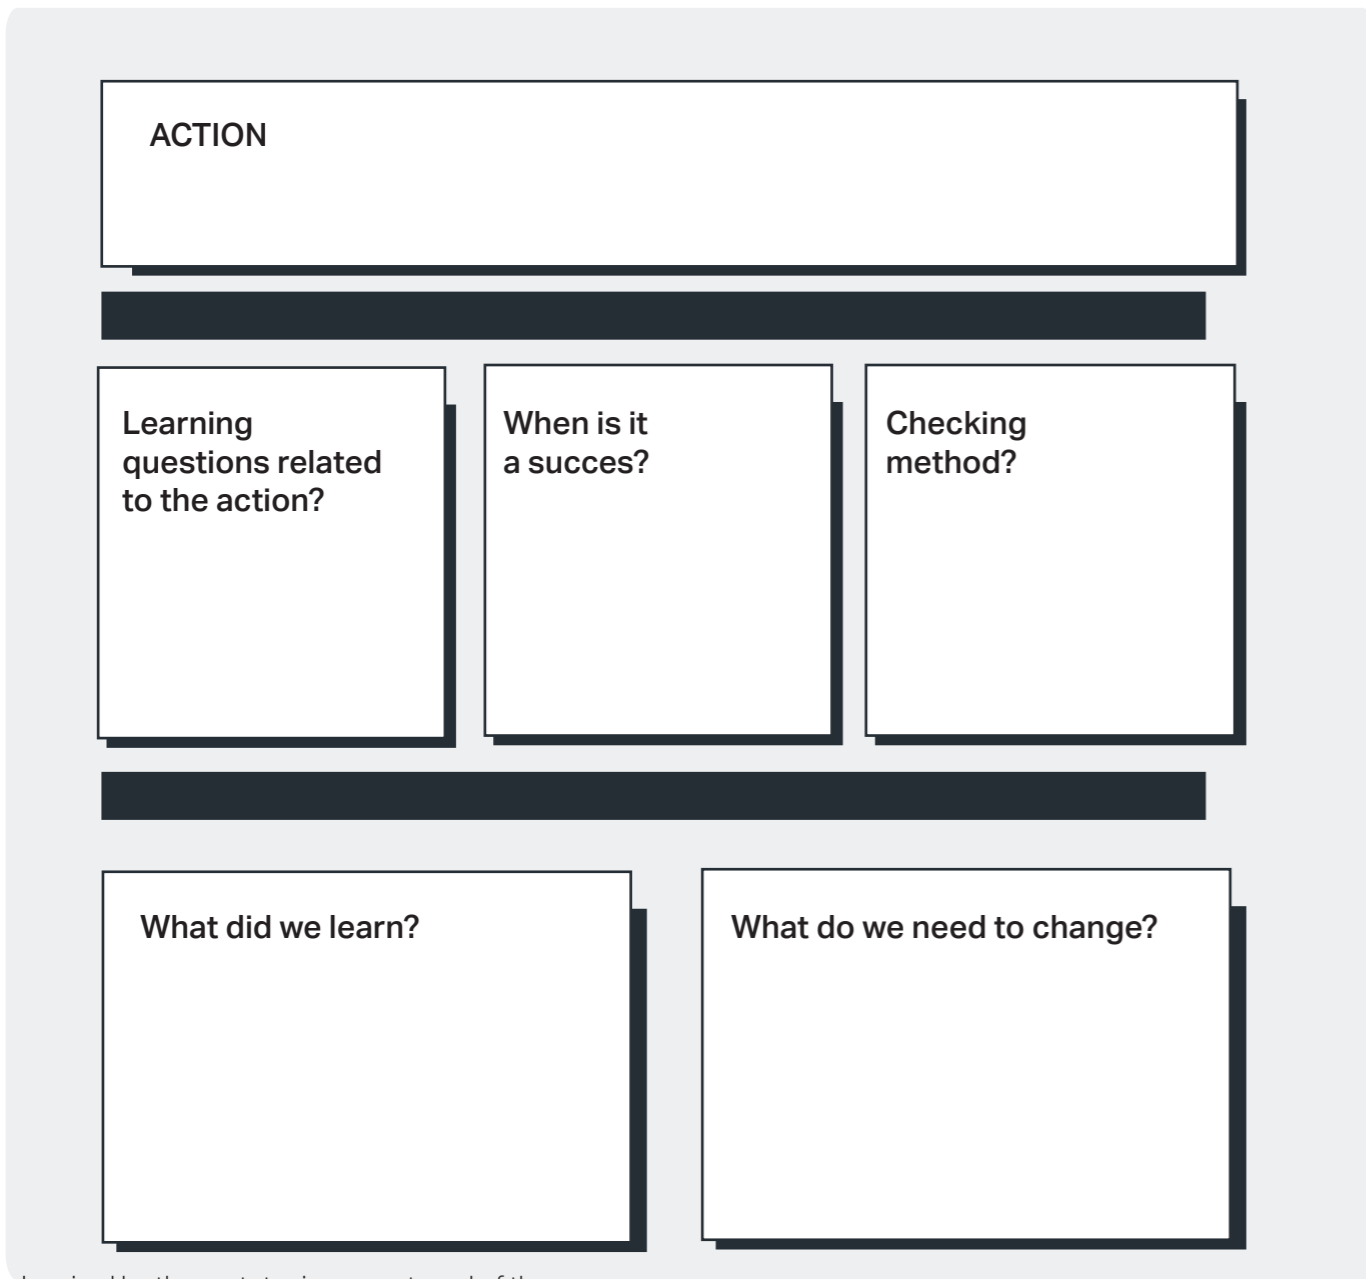 ACTION
Learning
questions related
to the action?
When is it
a succes?
Checking
method?
What did we learn?
What do we need to change?